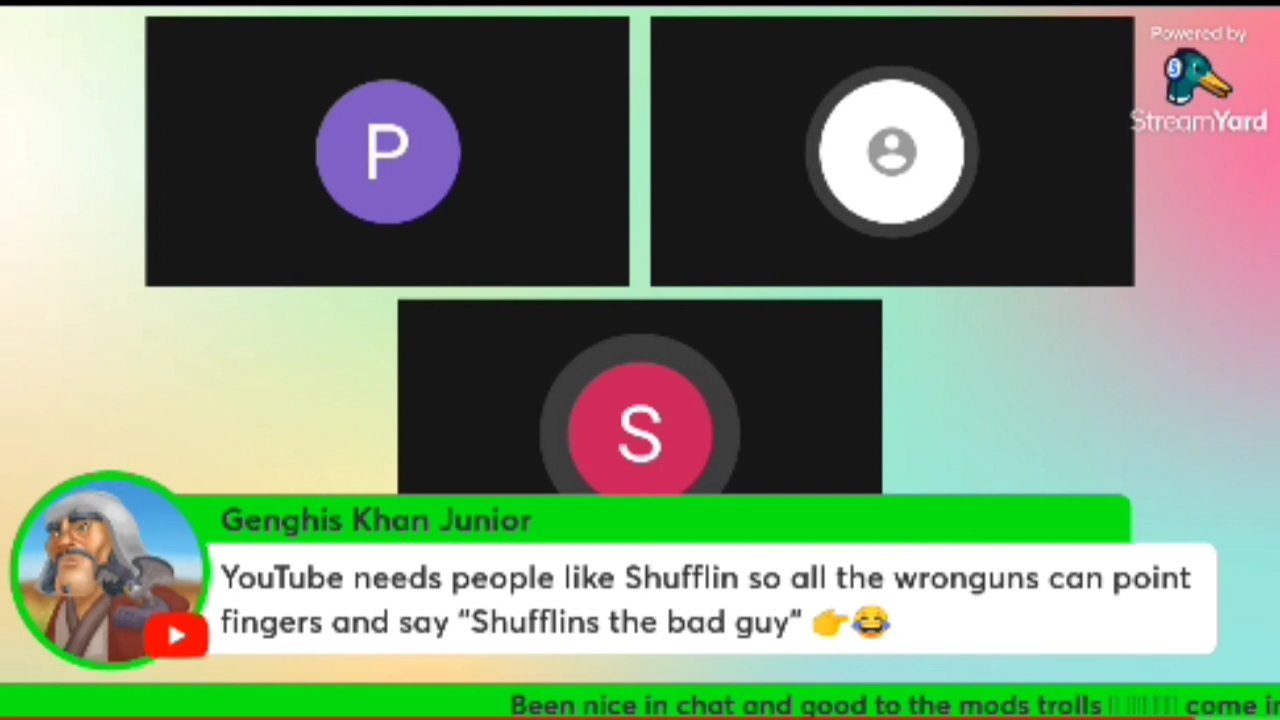 P
Powered by
StreamYard
S
Genghis Khan Junior
YouTube needs people like Shufflin so all the wronguns can point
fingers and say "Shufflins the bad guy" 👉😂
Been nice in chat and good to the mods trolls come